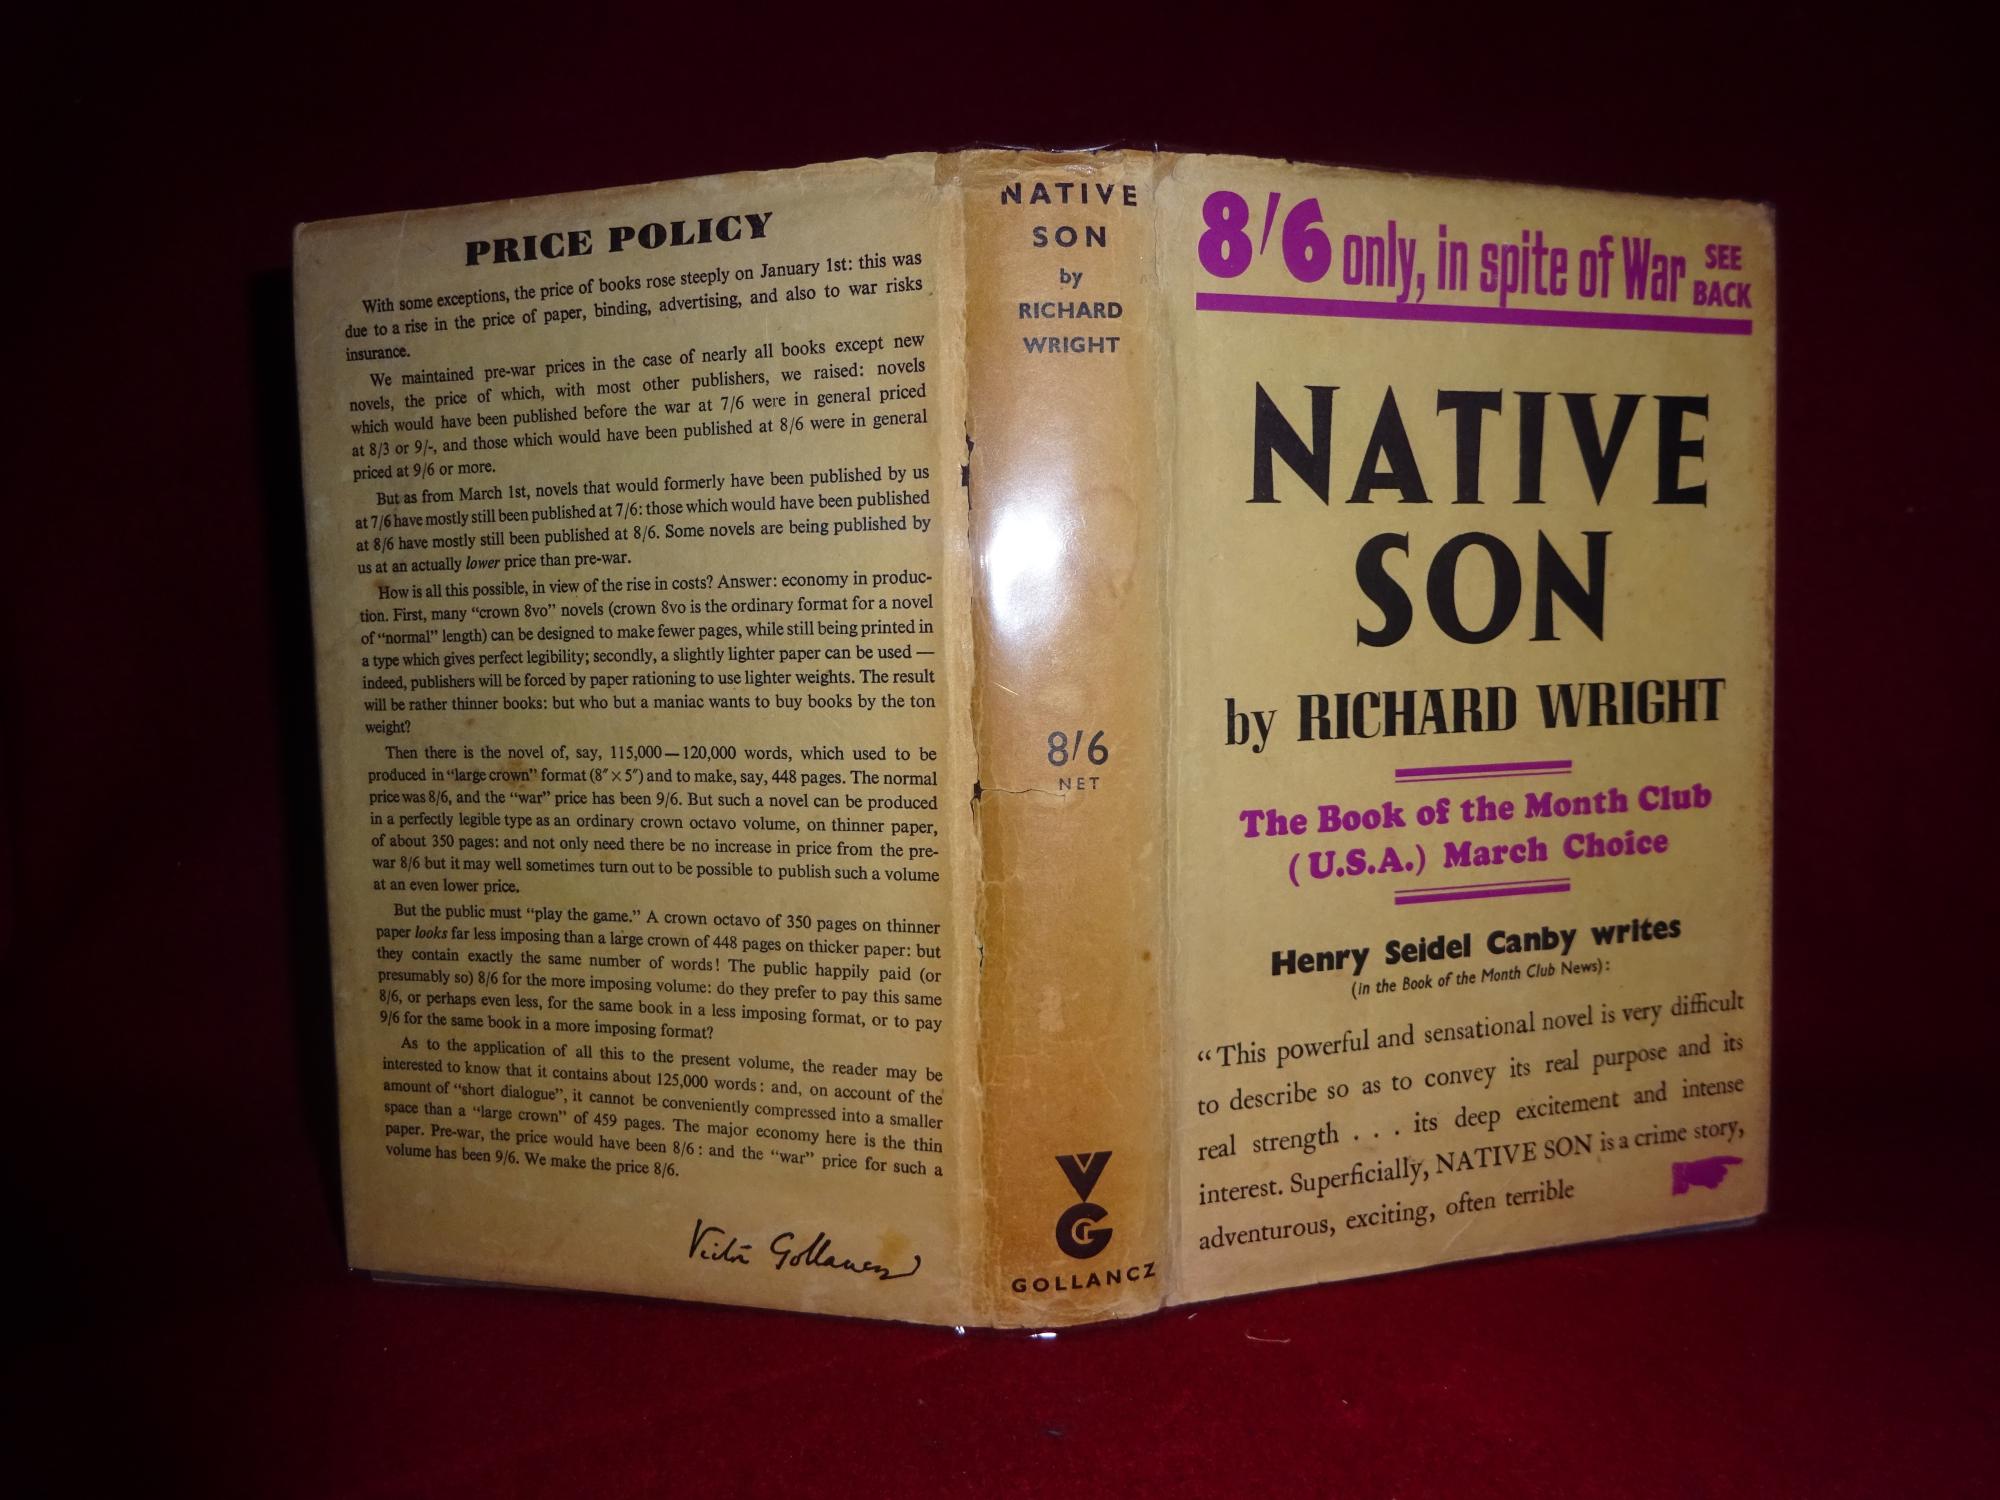 PRICE POLICY
With some exceptions, the price of books rose steeply on January 1st: this was
due to a rise in the price of paper, binding, advertising, and also to war risks
insurance.
We maintained pre-war prices in the case of nearly all books except new
novels, the price of which, with most other publishers, we raised: novels
which would have been published before the war at 7/6 were in general priced
at 8/3 or 9/-, and those which would have been published at 8/6 were in general
priced at 9/6 or more.
But as from March 1st, novels that would formerly have been published by us
at 7/6 have mostly still been published at 7/6: those which would have been published
at 8/6 have mostly still been published at 8/6. Some novels are being published by
us at an actually lower price than pre-war.
How is all this possible, in view of the rise in costs? Answer: economy in produc-
tion. First, many "crown 8vo" novels (crown 8vo is the ordinary format for a novel
of "normal" length) can be designed to make fewer pages, while still being printed in
a type which gives perfect legibility; secondly, a slightly lighter paper can be used —
indeed, publishers will be forced by paper rationing to use lighter weights. The result
will be rather thinner books: but who but a maniac wants to buy books by the ton
weight?
Then there is the novel of, say, 115,000—120,000 words, which used to be
produced in "large crown" format (8″ × 5″) and to make, say, 448 pages. The normal
price was 8/6, and the "war" price has been 9/6. But such a novel can be produced
in a perfectly legible type as an ordinary crown octavo volume, on thinner paper,
of about 350 pages: and not only need there be no increase in price from the pre-
war 8/6 but it may well sometimes turn out to be possible to publish such a volume
at an even lower price.
But the public must "play the game." A crown octavo of 350 pages on thinner
paper looks far less imposing than a large crown of 448 pages on thicker paper: but
they contain exactly the same number of words! The public happily paid (or
presumably so) 8/6 for the more imposing volume: do they prefer to pay this same
8/6, or perhaps even less, for the same book in a less imposing format, or to pay
9/6 for the same book in a more imposing format?
As to the application of all this to the present volume, the reader may be
interested to know that it contains about 125,000 words: and, on account of the
amount of "short dialogue", it cannot be conveniently compressed into a smaller
space than a "large crown" of 459 pages. The major economy here is the thin
paper. Pre-war, the price would have been 8/6: and the "war" price for such a
volume has been 9/6. We make the price 8/6.
Victor Gollancz
NATIVE
SON
by
RICHARD
WRIGHT
8/6
NET
VG
GOLLANCZ
8/6 only, in spite of War SEE
BACK
NATIVE
SON
by RICHARD WRIGHT
The Book of the Month Club
(U.S.A.) March Choice
Henry Seidel Canby writes
(in the Book of the Month Club News):
"This powerful and sensational novel is very difficult
to describe so as to convey its real purpose and its
real strength . . . its deep excitement and intense
interest. Superficially, NATIVE SON is a crime story,
adventurous, exciting, often terrible